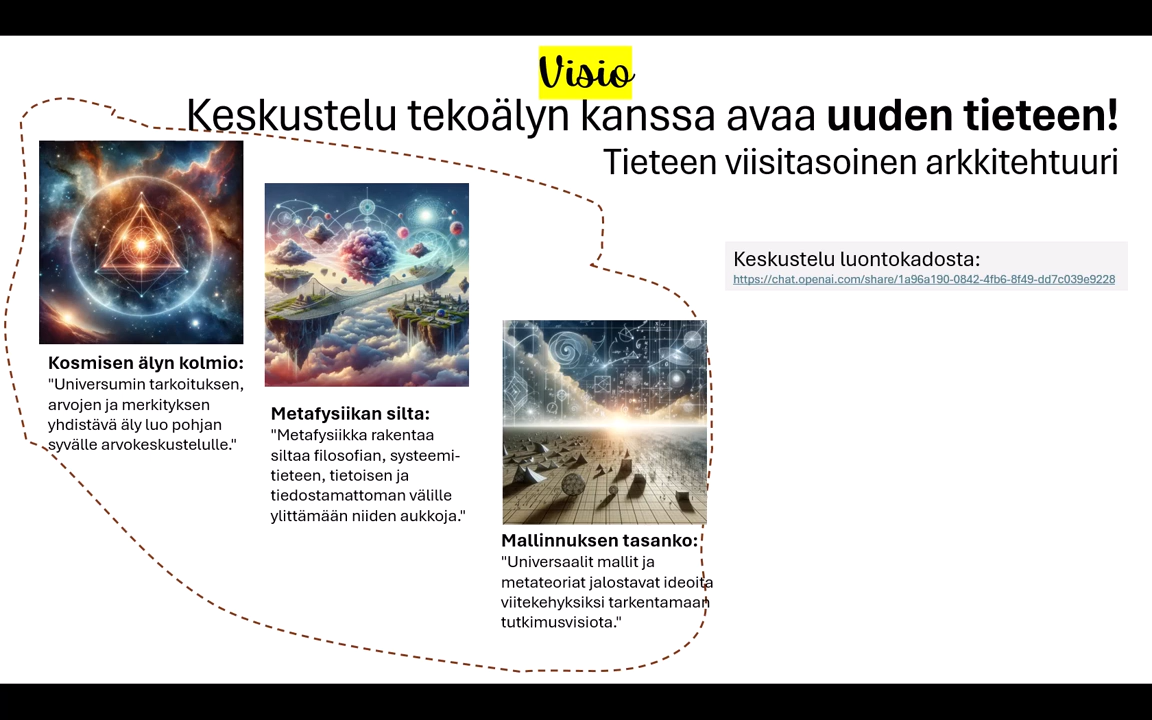 Visio
Keskustelu tekoälyn kanssa avaa uuden tieteen!
Tieteen viisitasoinen arkkitehtuuri
Keskustelu luontokadosta:
https://chat.openai.com/share/1a96a190-0842-4fb6-8f49-dd7c039e9228
Kosmisen älyn kolmio:
"Universumin tarkoituksen,
arvojen ja merkityksen
yhdistävä äly luo pohjan
syvälle arvokeskustelulle."
Metafysiikan silta:
"Metafysiikka rakentaa
siltaa filosofian, systeemi-
tieteen, tietoisen ja
tiedostamattoman välille
ylittämään niiden aukkoja."
Mallinnuksen tasanko:
"Universaalit mallit ja
metateoriat jalostavat ideoita
viitekehyksiksi tarkentamaan
tutkimusvisiota."